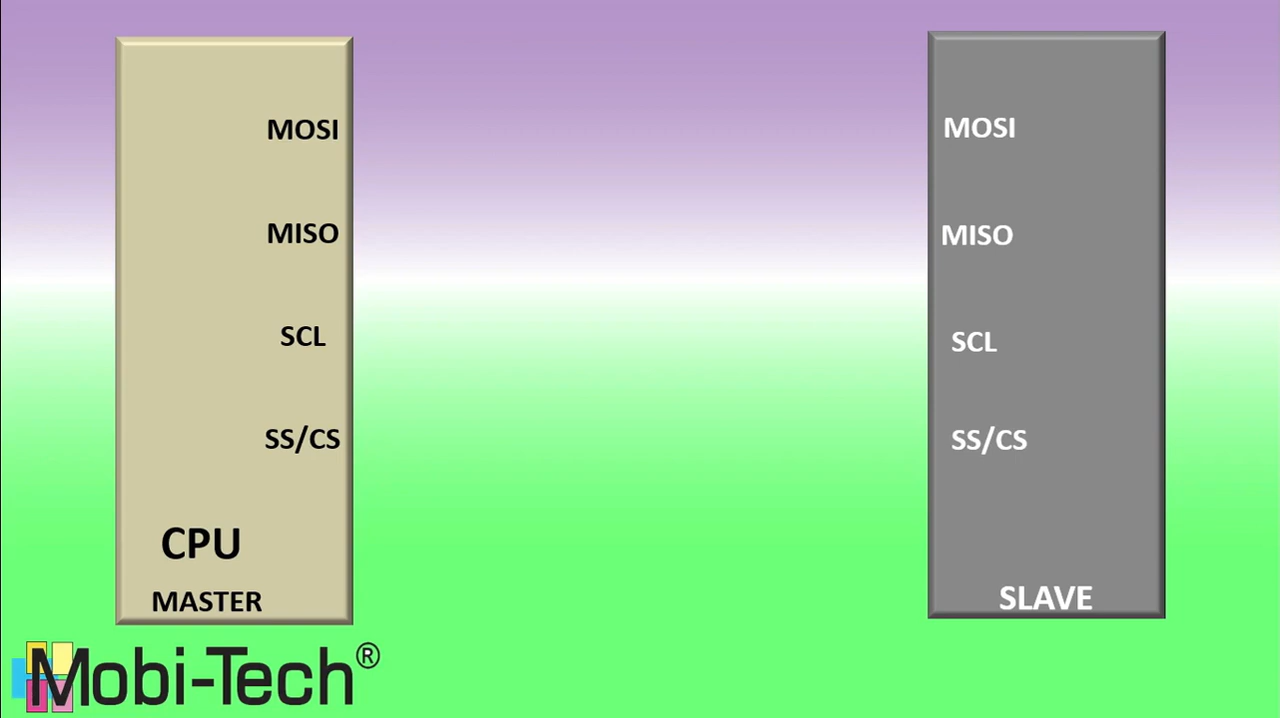 MOSI
MISO
SCL
SS/CS
CPU
MASTER
MOSI
MISO
SCL
SS/CS
SLAVE
Mobi-Tech®